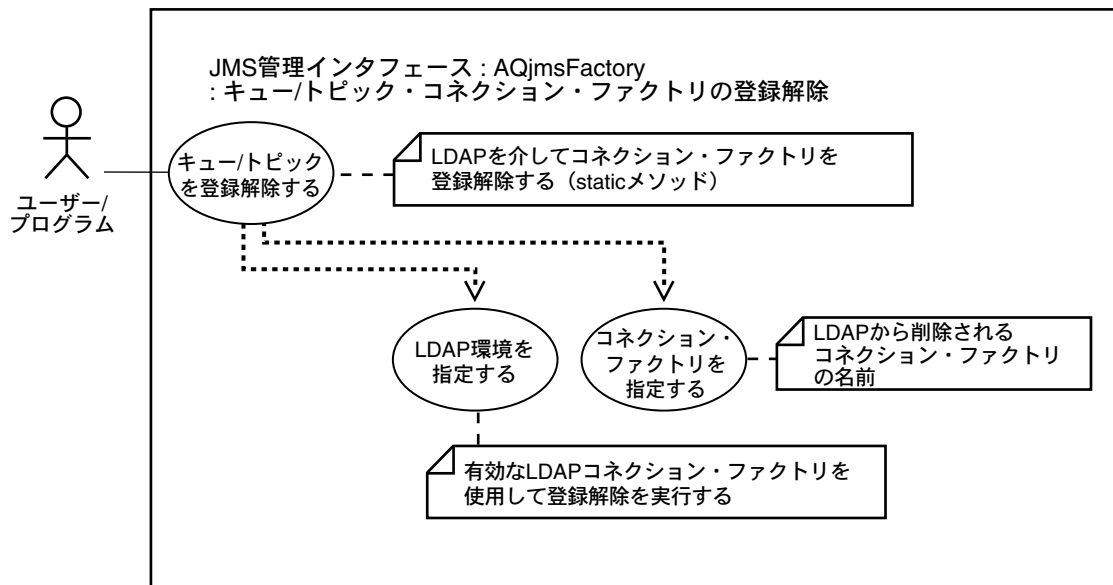 JMS管理インタフェース : AQjmsFactory
: キュー/トピック・コネクション・ファクトリの登録解除
ユーザー/
プログラム
キュー/トピック
を登録解除する
LDAPを介してコネクション・ファクトリを
登録解除する（staticメソッド）
LDAP環境を
指定する
コネクション・
ファクトリを
指定する
LDAPから削除される
コネクション・ファクトリ
の名前
有効なLDAPコネクション・ファクトリを
使用して登録解除を実行する